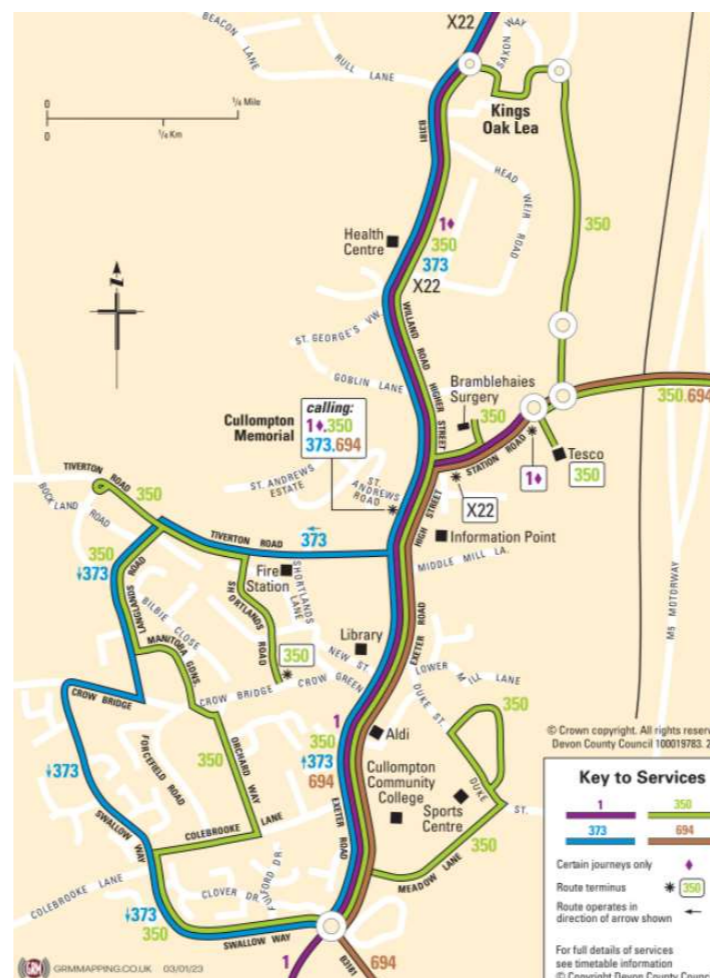 X22
BEACON LANE
RULL LANE
SAXON WAY
0 ¼ Mile
0 ¼ Km
Kings
Oak Lea
B3181
HEAD WEIR ROAD
350
Health
Centre
1♦
350
373
X22
N
ST. GEORGE'S VW.
WILLAND ROAD
HIGHER STREET
GOBLIN LANE
Bramblehaies
Surgery
350
350.694
Cullompton
Memorial
calling:
1♦.350
373.694
STATION ROAD
1♦
Tesco
350
X22
TIVERTON ROAD
350
BOCKLAND ROAD
ST. ANDREWS
ESTATE
ST.
ANDREWS
ROAD
HIGH STREET
Information Point
MIDDLE MILL LA.
TIVERTON ROAD
373
350
373
LANGLANDS ROAD
Fire
Station
SHORTLANDS
LANE
SHORTLANDS ROAD
350
BILBIE CLOSE
MANITOBA GDNS
Library
NEW ST.
EXETER ROAD
LOWER MILL LANE
DUKE ST.
M5 MOTORWAY
CROW BRIDGE
CROW BRIDGE
CROW GREEN
350
1
350
373
694
Aldi
Cullompton
Community
College
Sports
Centre
DUKE ST.
373
FORCEFIELD ROAD
350
ORCHARD WAY
SWALLOW WAY
COLEBROOKE LANE
EXETER ROAD
MEADOW LANE
350
COLEBROOKE LANE
CLOVER DR.
FULFORD DR
373
350
SWALLOW WAY
1
B3181
694
© Crown copyright. All rights reser
Devon County Council 100019783. 2
Key to Services
1 350
373 694
Certain journeys only ♦
Route terminus * 350
Route operates in
direction of arrow shown ←
For full details of services
see timetable information
© Copyright Devon County Counc
GRMMAPPING.CO.UK 03/01/23